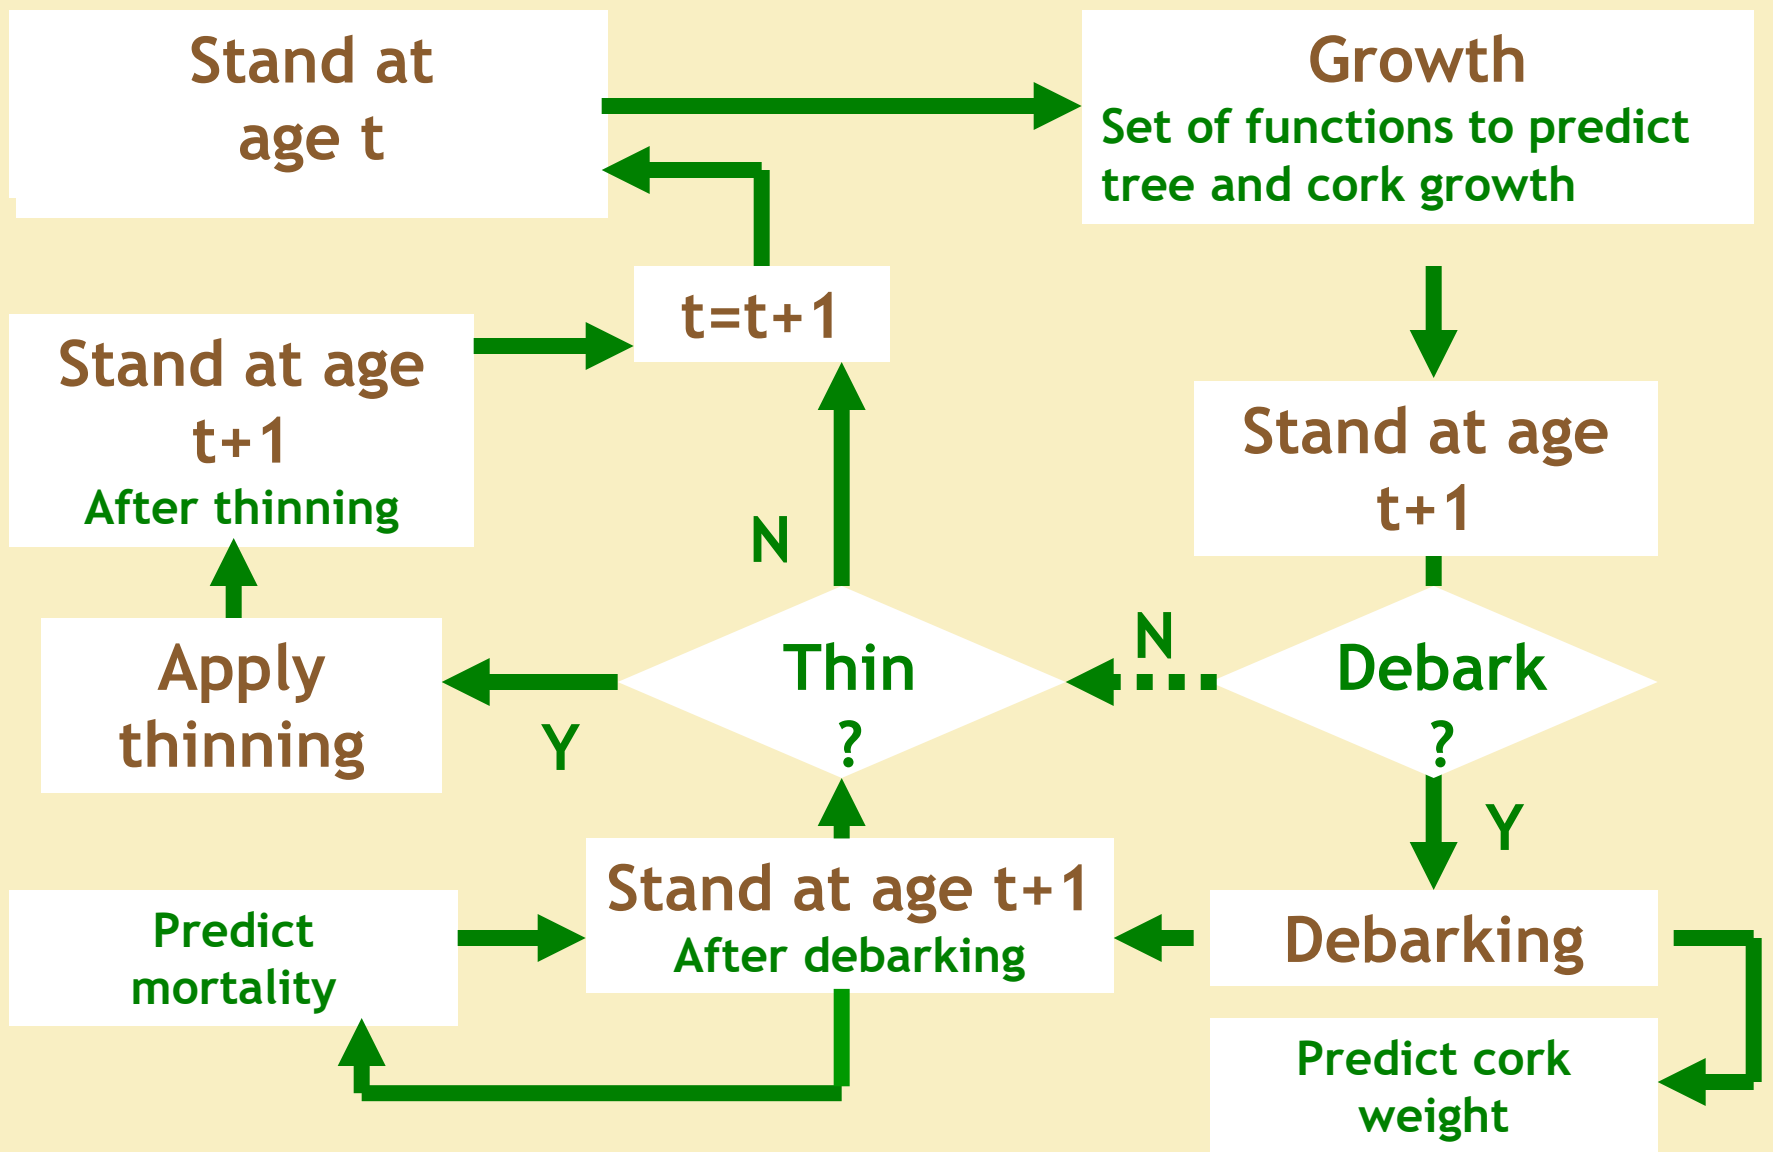 Stand at
age t
Growth
Set of functions to predict
tree and cork growth
t=t+1
Stand at age
t+1
After thinning
Stand at age
t+1
N
N
Apply
thinning
Thin
?
Debark
?
Y
Y
Predict
mortality
Stand at age t+1
After debarking
Debarking
Predict cork
weight